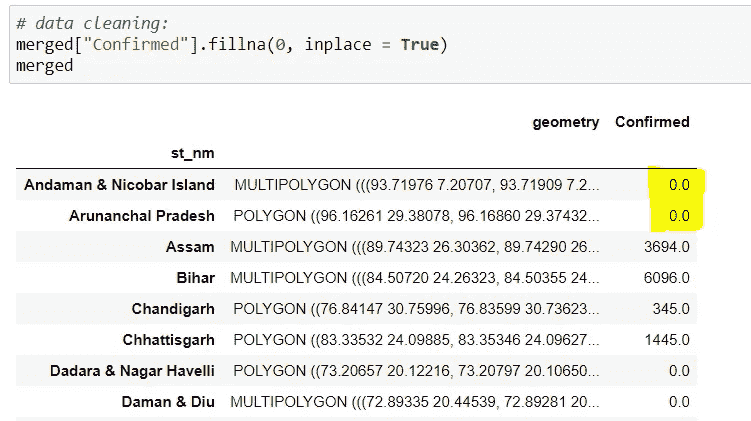 # data cleaning:
merged["Confirmed"].fillna(0, inplace = True)
merged
geometry Confirmed
st_nm
Andaman & Nicobar Island MULTIPOLYGON (((93.71976 7.20707, 93.71909 7.2... 0.0
Arunanchal Pradesh POLYGON ((96.16261 29.38078, 96.16860 29.37432... 0.0
Assam MULTIPOLYGON (((89.74323 26.30362, 89.74290 26... 3694.0
Bihar MULTIPOLYGON (((84.50720 24.26323, 84.50355 24... 6096.0
Chandigarh POLYGON ((76.84147 30.75996, 76.83599 30.73623... 345.0
Chhattisgarh POLYGON ((83.33532 24.09885, 83.35346 24.09627... 1445.0
Dadara & Nagar Havelli POLYGON ((73.20657 20.12216, 73.20797 20.10650... 0.0
Daman & Diu MULTIPOLYGON (((72.89335 20.44539, 72.89281 20... 0.0